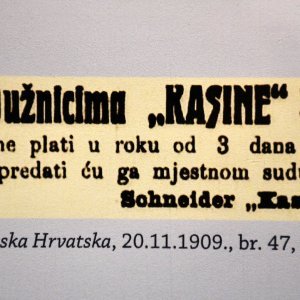 užnicima „KASINE"
ne plati u roku od 3 dana
predati ću ga mjestnom sudu
Schneider „Kas
ska Hrvatska, 20.11.1909., br. 47,